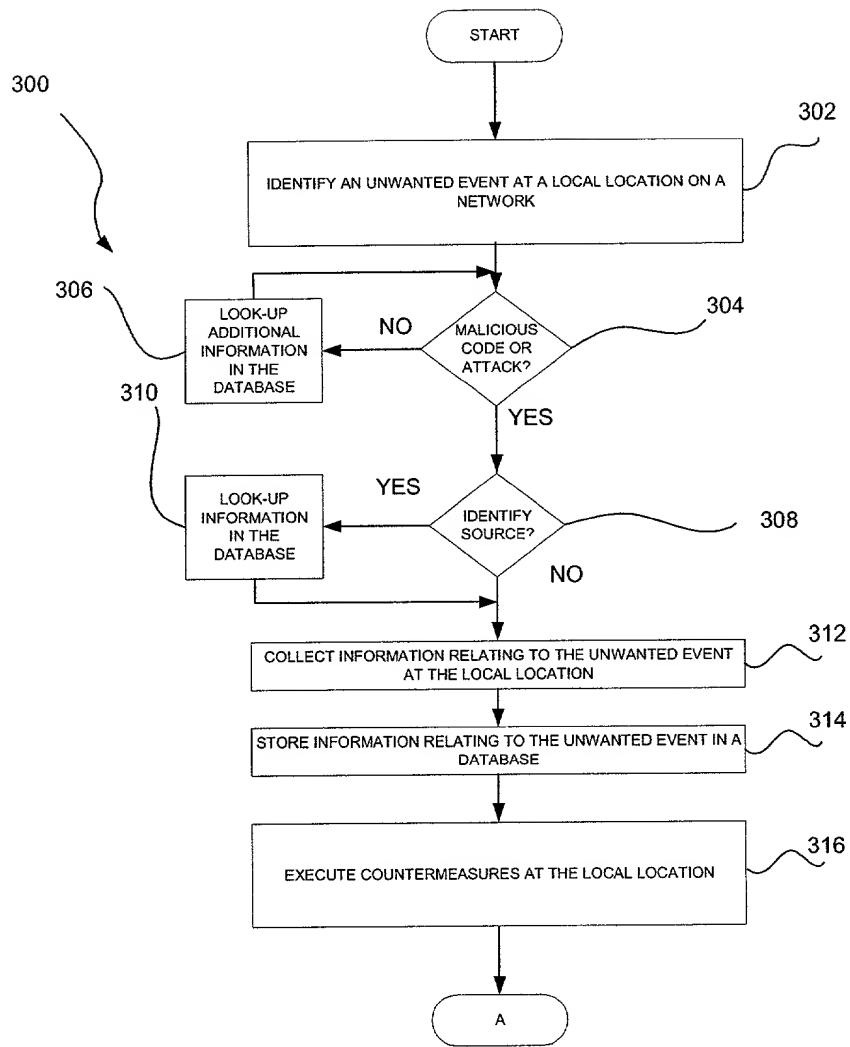 START
300
302
IDENTIFY AN UNWANTED EVENT AT A LOCAL LOCATION ON A
NETWORK
306
LOOK-UP
ADDITIONAL
INFORMATION
IN THE
DATABASE
NO
MALICIOUS
CODE OR
ATTACK?
304
YES
310
LOOK-UP
INFORMATION
IN THE
DATABASE
YES
IDENTIFY
SOURCE?
308
NO
COLLECT INFORMATION RELATING TO THE UNWANTED EVENT
AT THE LOCAL LOCATION
312
STORE INFORMATION RELATING TO THE UNWANTED EVENT IN A
DATABASE
314
EXECUTE COUNTERMEASURES AT THE LOCAL LOCATION
316
A